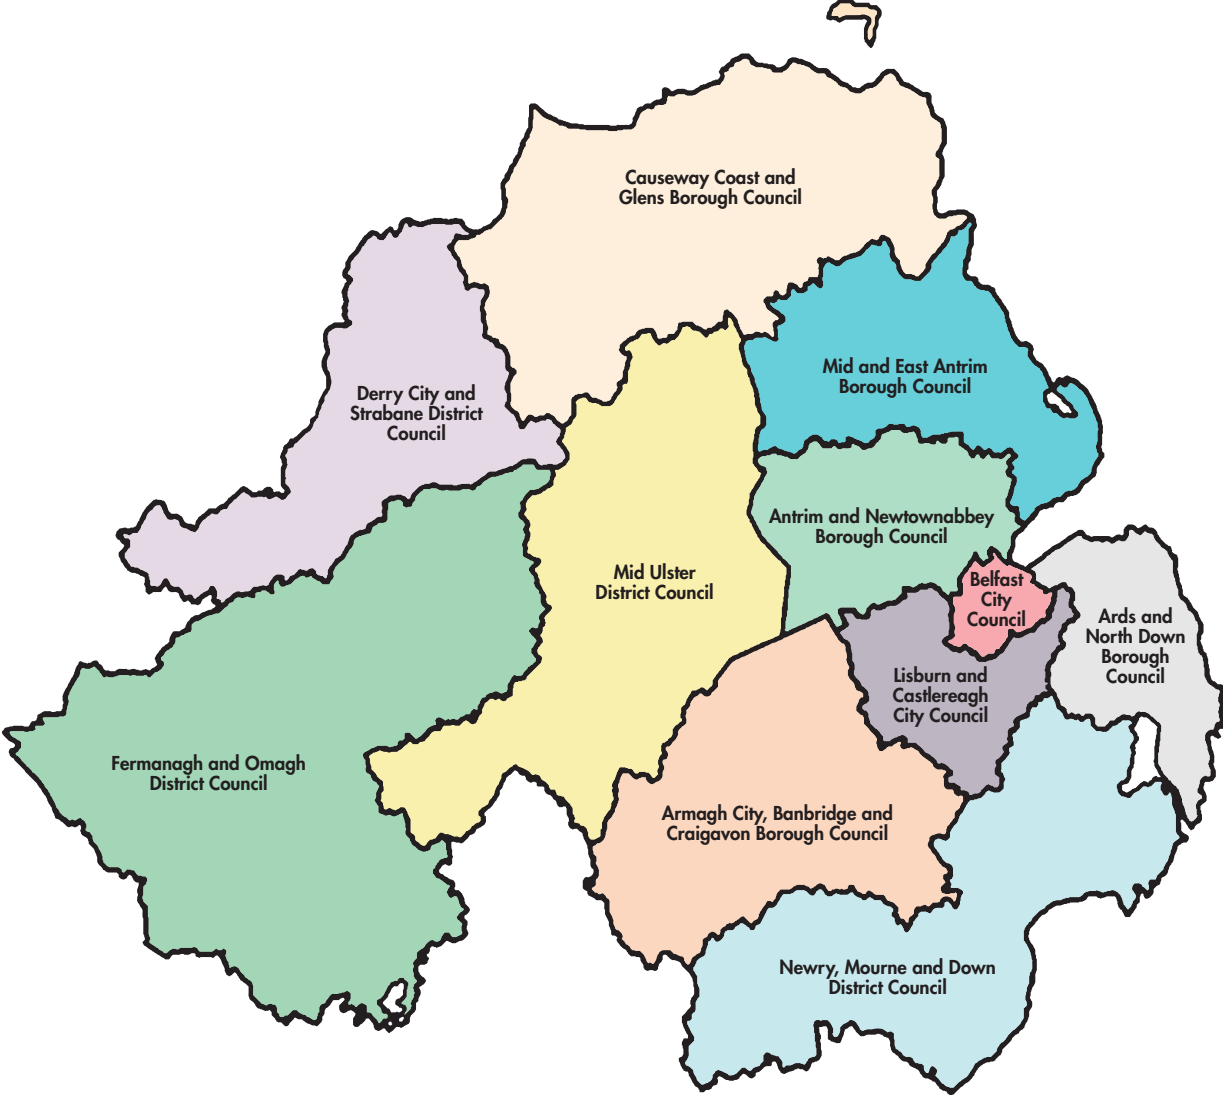 Causeway Coast and
Glens Borough Council
Mid and East Antrim
Borough Council
Derry City and
Strabane District
Council
Antrim and Newtownabbey
Borough Council
Mid Ulster
District Council
Belfast
City
Council
Ards and
North Down
Borough
Council
Lisburn and
Castlereagh
City Council
Fermanagh and Omagh
District Council
Armagh City, Banbridge and
Craigavon Borough Council
Newry, Mourne and Down
District Council